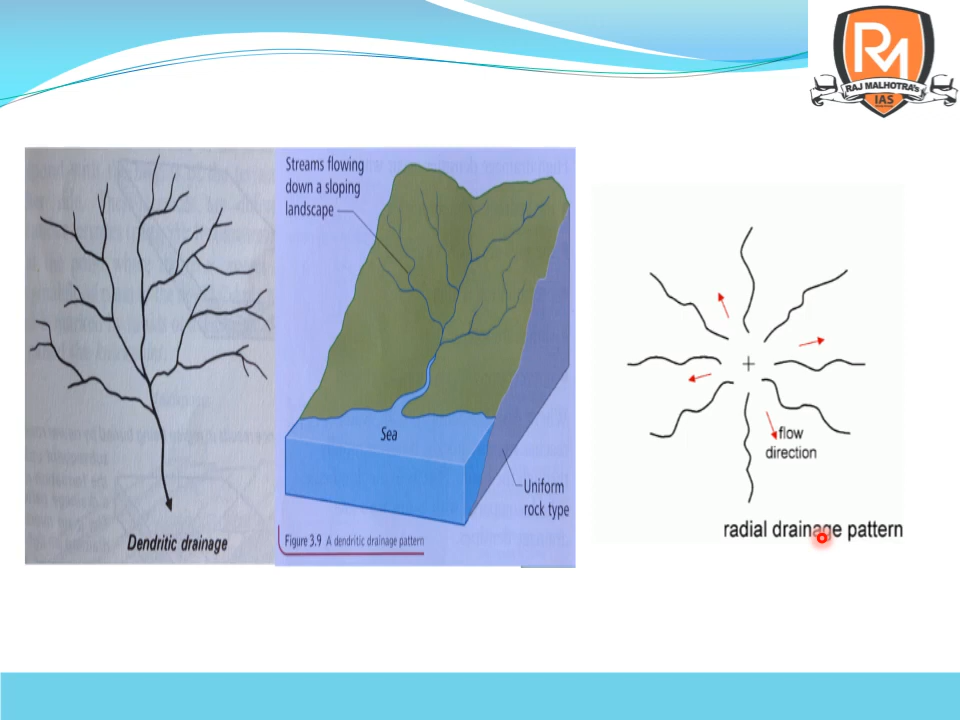 RM
RAJ MALHOTRA's
IAS
Streams flowing
down a sloping
landscape
Sea
Uniform
rock type
Dendritic drainage
Figure 3.9 A dendritic drainage pattern
flow
direction
radial drainage pattern